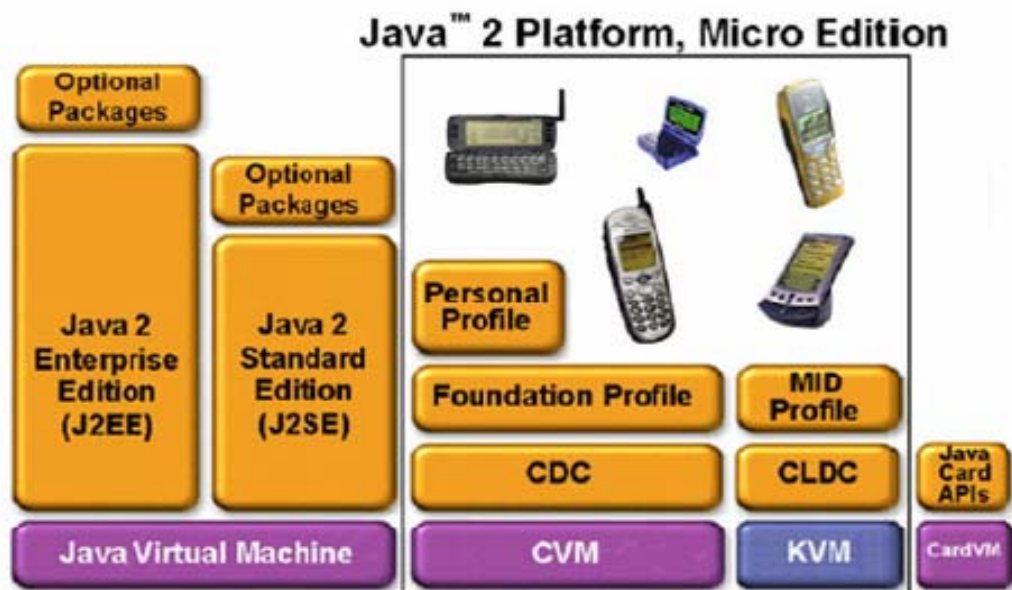 Java™ 2 Platform, Micro Edition
Optional
Packages
Optional
Packages
Java 2
Enterprise
Edition
(J2EE)
Java 2
Standard
Edition
(J2SE)
Personal
Profile
Foundation Profile
MID
Profile
CDC
CLDC
Java
Card
APIs
Java Virtual Machine
CVM
KVM
CardVM